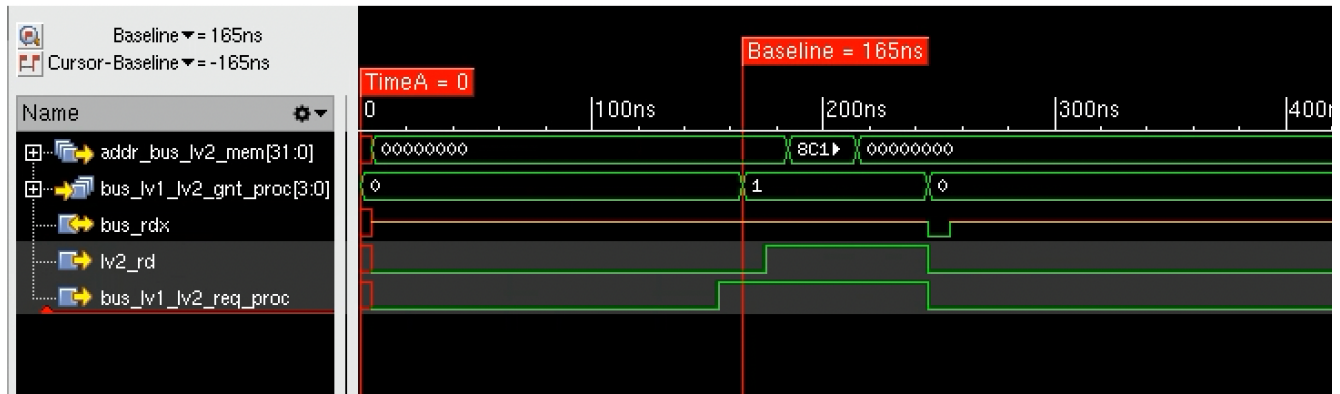 Baseline▼= 165ns
Cursor-Baseline▼= -165ns
Baseline = 165ns
TimeA = 0
Name
0 |100ns |200ns |300ns |400n
addr_bus_lv2_mem[31:0] 00000000 8C1 00000000
bus_lv1_lv2_gnt_proc[3:0] 0 1 0
bus_rdx
lv2_rd
bus_lv1_lv2_req_proc